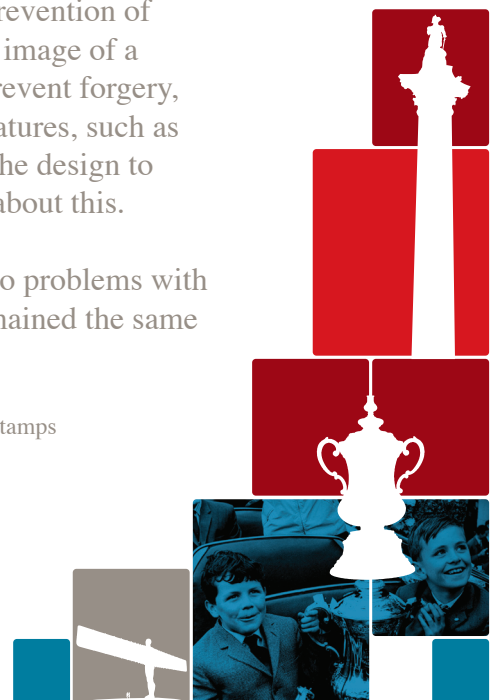 revention of
image of a
revent forgery,
atures, such as
he design to
about this.
o problems with
ained the same
tamps